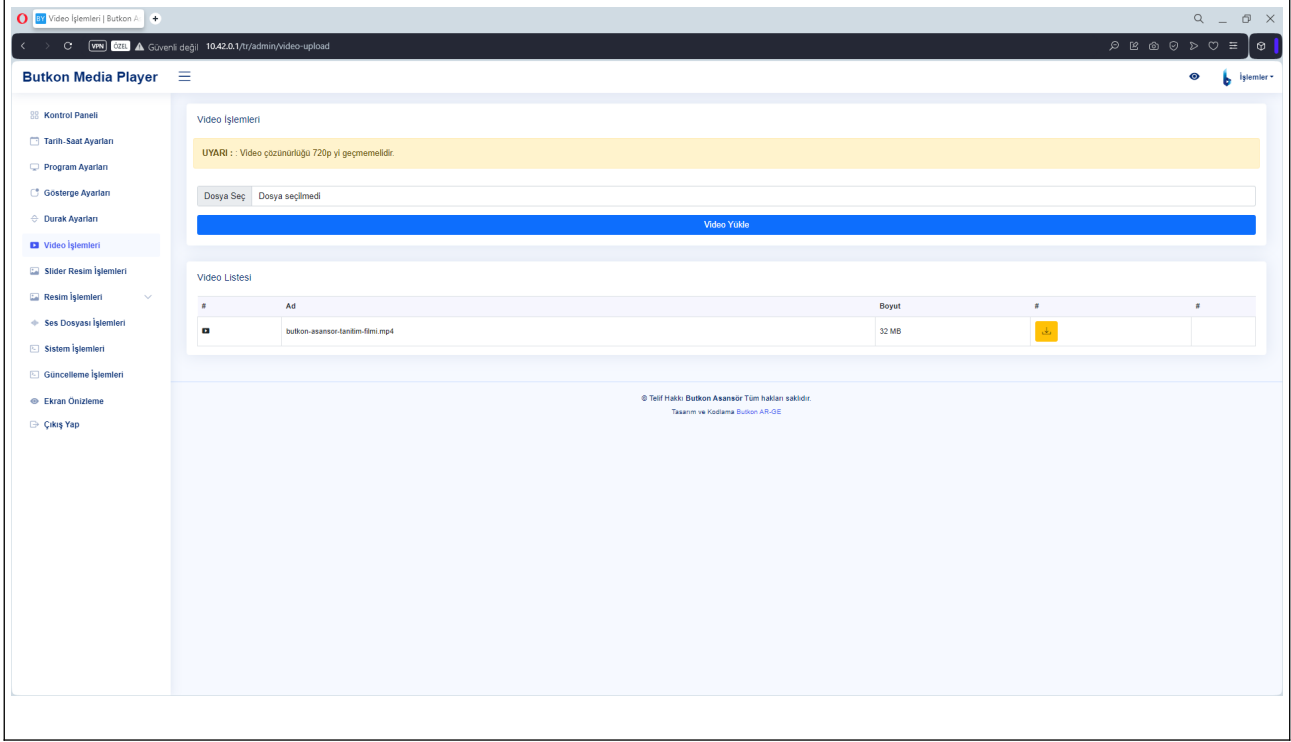 BY Video İşlemleri | Butkon A
VPN ÖZEL Güvenli değil 10.42.0.1/tr/admin/video-upload
Butkon Media Player
İşlemler
Kontrol Paneli
Tarih-Saat Ayarları
Program Ayarları
Gösterge Ayarları
Durak Ayarları
Video İşlemleri
Slider Resim İşlemleri
Resim İşlemleri
Ses Dosyası İşlemleri
Sistem İşlemleri
Güncelleme İşlemleri
Ekran Önizleme
Çıkış Yap
Video İşlemleri
UYARI : : Video çözünürlüğü 720p yi geçmemelidir.
Dosya Seç Dosya seçilmedi
Video Yükle
Video Listesi
# Ad Boyut # #
butkon-asansor-tanitim-filmi.mp4 32 MB
© Telif Hakkı Butkon Asansör Tüm hakları saklıdır.
Tasarım ve Kodlama Butkon AR-GE